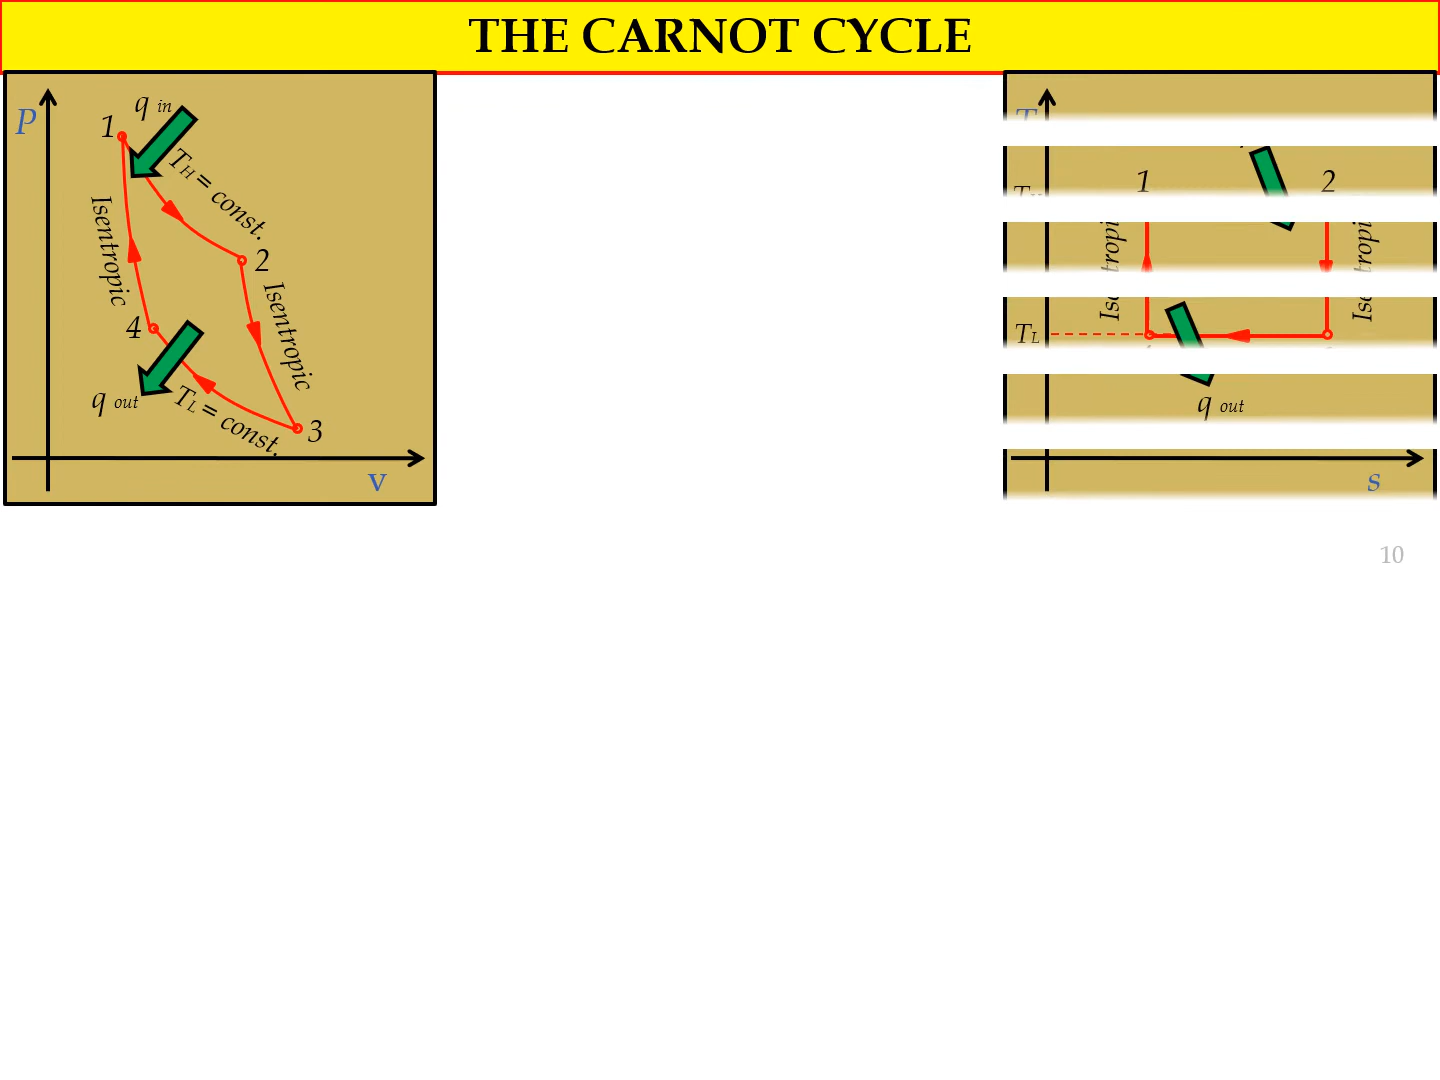 THE CARNOT CYCLE
P
q in
1
TH = const.
Isentropic
2
Isentropic
4
q out
TL = const.
3
v
T
1
2
TL
q out
s
10